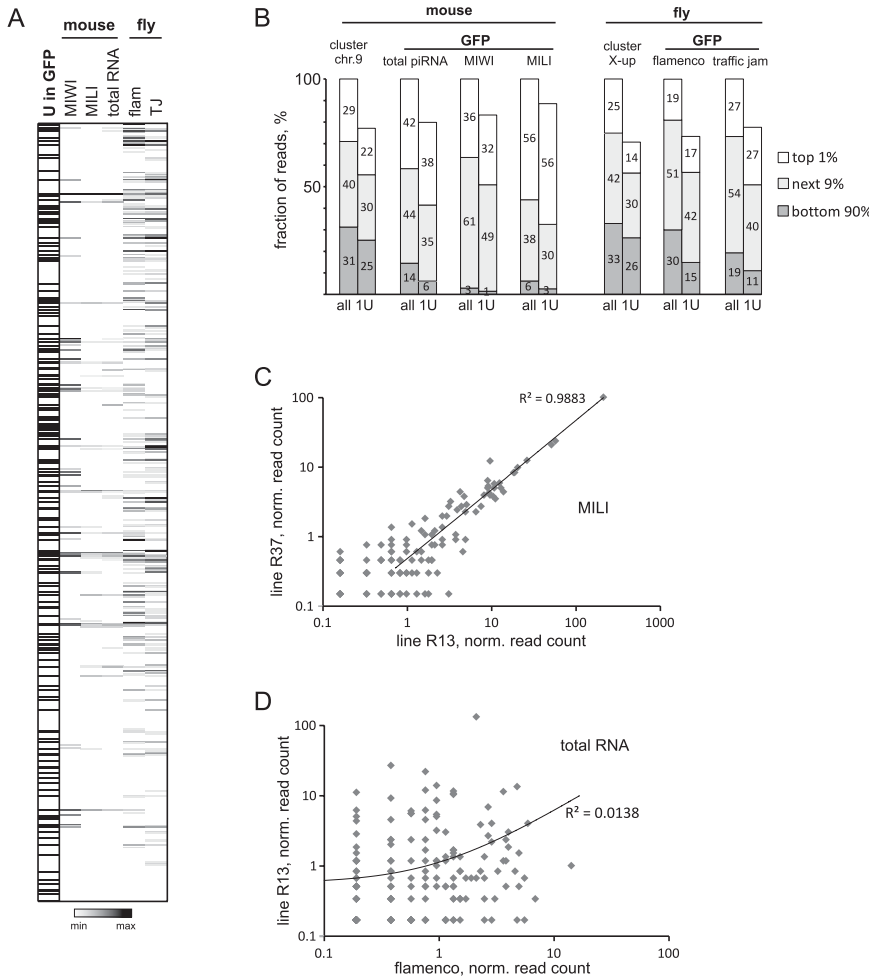 A
mouse
fly
U in GFP
MIWI
MILI
total RNA
flam
TJ
min
max
B
mouse
fly
GFP
GFP
cluster
chr.9
total piRNA
MIWI
MILI
cluster
X-up
flamenco
traffic jam
fraction of reads, %
100
50
29
40
31
22
30
25
42
44
14
38
35
6
36
61
3
32
49
1
56
38
6
56
30
3
25
42
33
14
30
26
19
51
30
17
42
15
27
54
19
27
40
11
all 1U
all 1U
all 1U
all 1U
all 1U
all 1U
all 1U
top 1%
next 9%
bottom 90%
C
line R37, norm. read count
100
10
1
0.1
R² = 0.9883
MILI
0.1
1
10
100
1000
line R13, norm. read count
D
line R13, norm. read count
100
10
1
0.1
total RNA
R² = 0.0138
0.1
1
10
100
flamenco, norm. read count